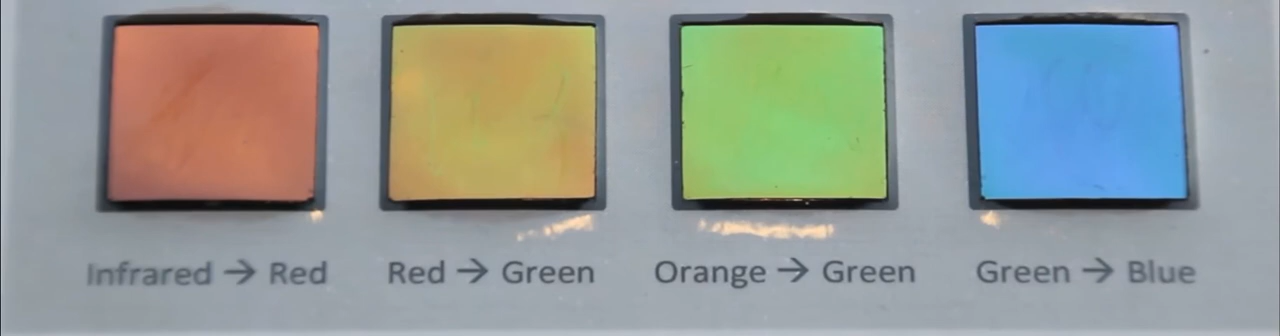 Infrared → Red
Red → Green
Orange → Green
Green → Blue